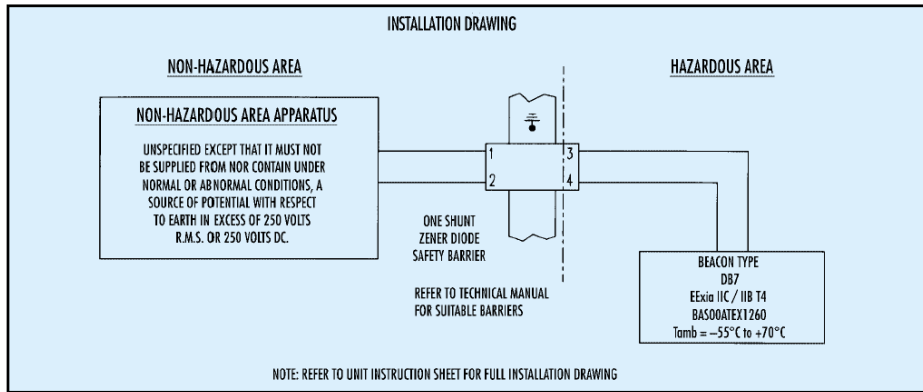 INSTALLATION DRAWING
NON-HAZARDOUS AREA
HAZARDOUS AREA
NON-HAZARDOUS AREA APPARATUS
UNSPECIFIED EXCEPT THAT IT MUST NOT
BE SUPPLIED FROM NOR CONTAIN UNDER
NORMAL OR ABNORMAL CONDITIONS, A
SOURCE OF POTENTIAL WITH RESPECT
TO EARTH IN EXCESS OF 250 VOLTS
R.M.S. OR 250 VOLTS DC.
1
2
3
4
ONE SHUNT
ZENER DIODE
SAFETY BARRIER
REFER TO TECHNICAL MANUAL
FOR SUITABLE BARRIERS
BEACON TYPE
DB7
EExia IIC / IIB T4
BAS00ATEX1260
Tamb = –55°C to +70°C
NOTE: REFER TO UNIT INSTRUCTION SHEET FOR FULL INSTALLATION DRAWING